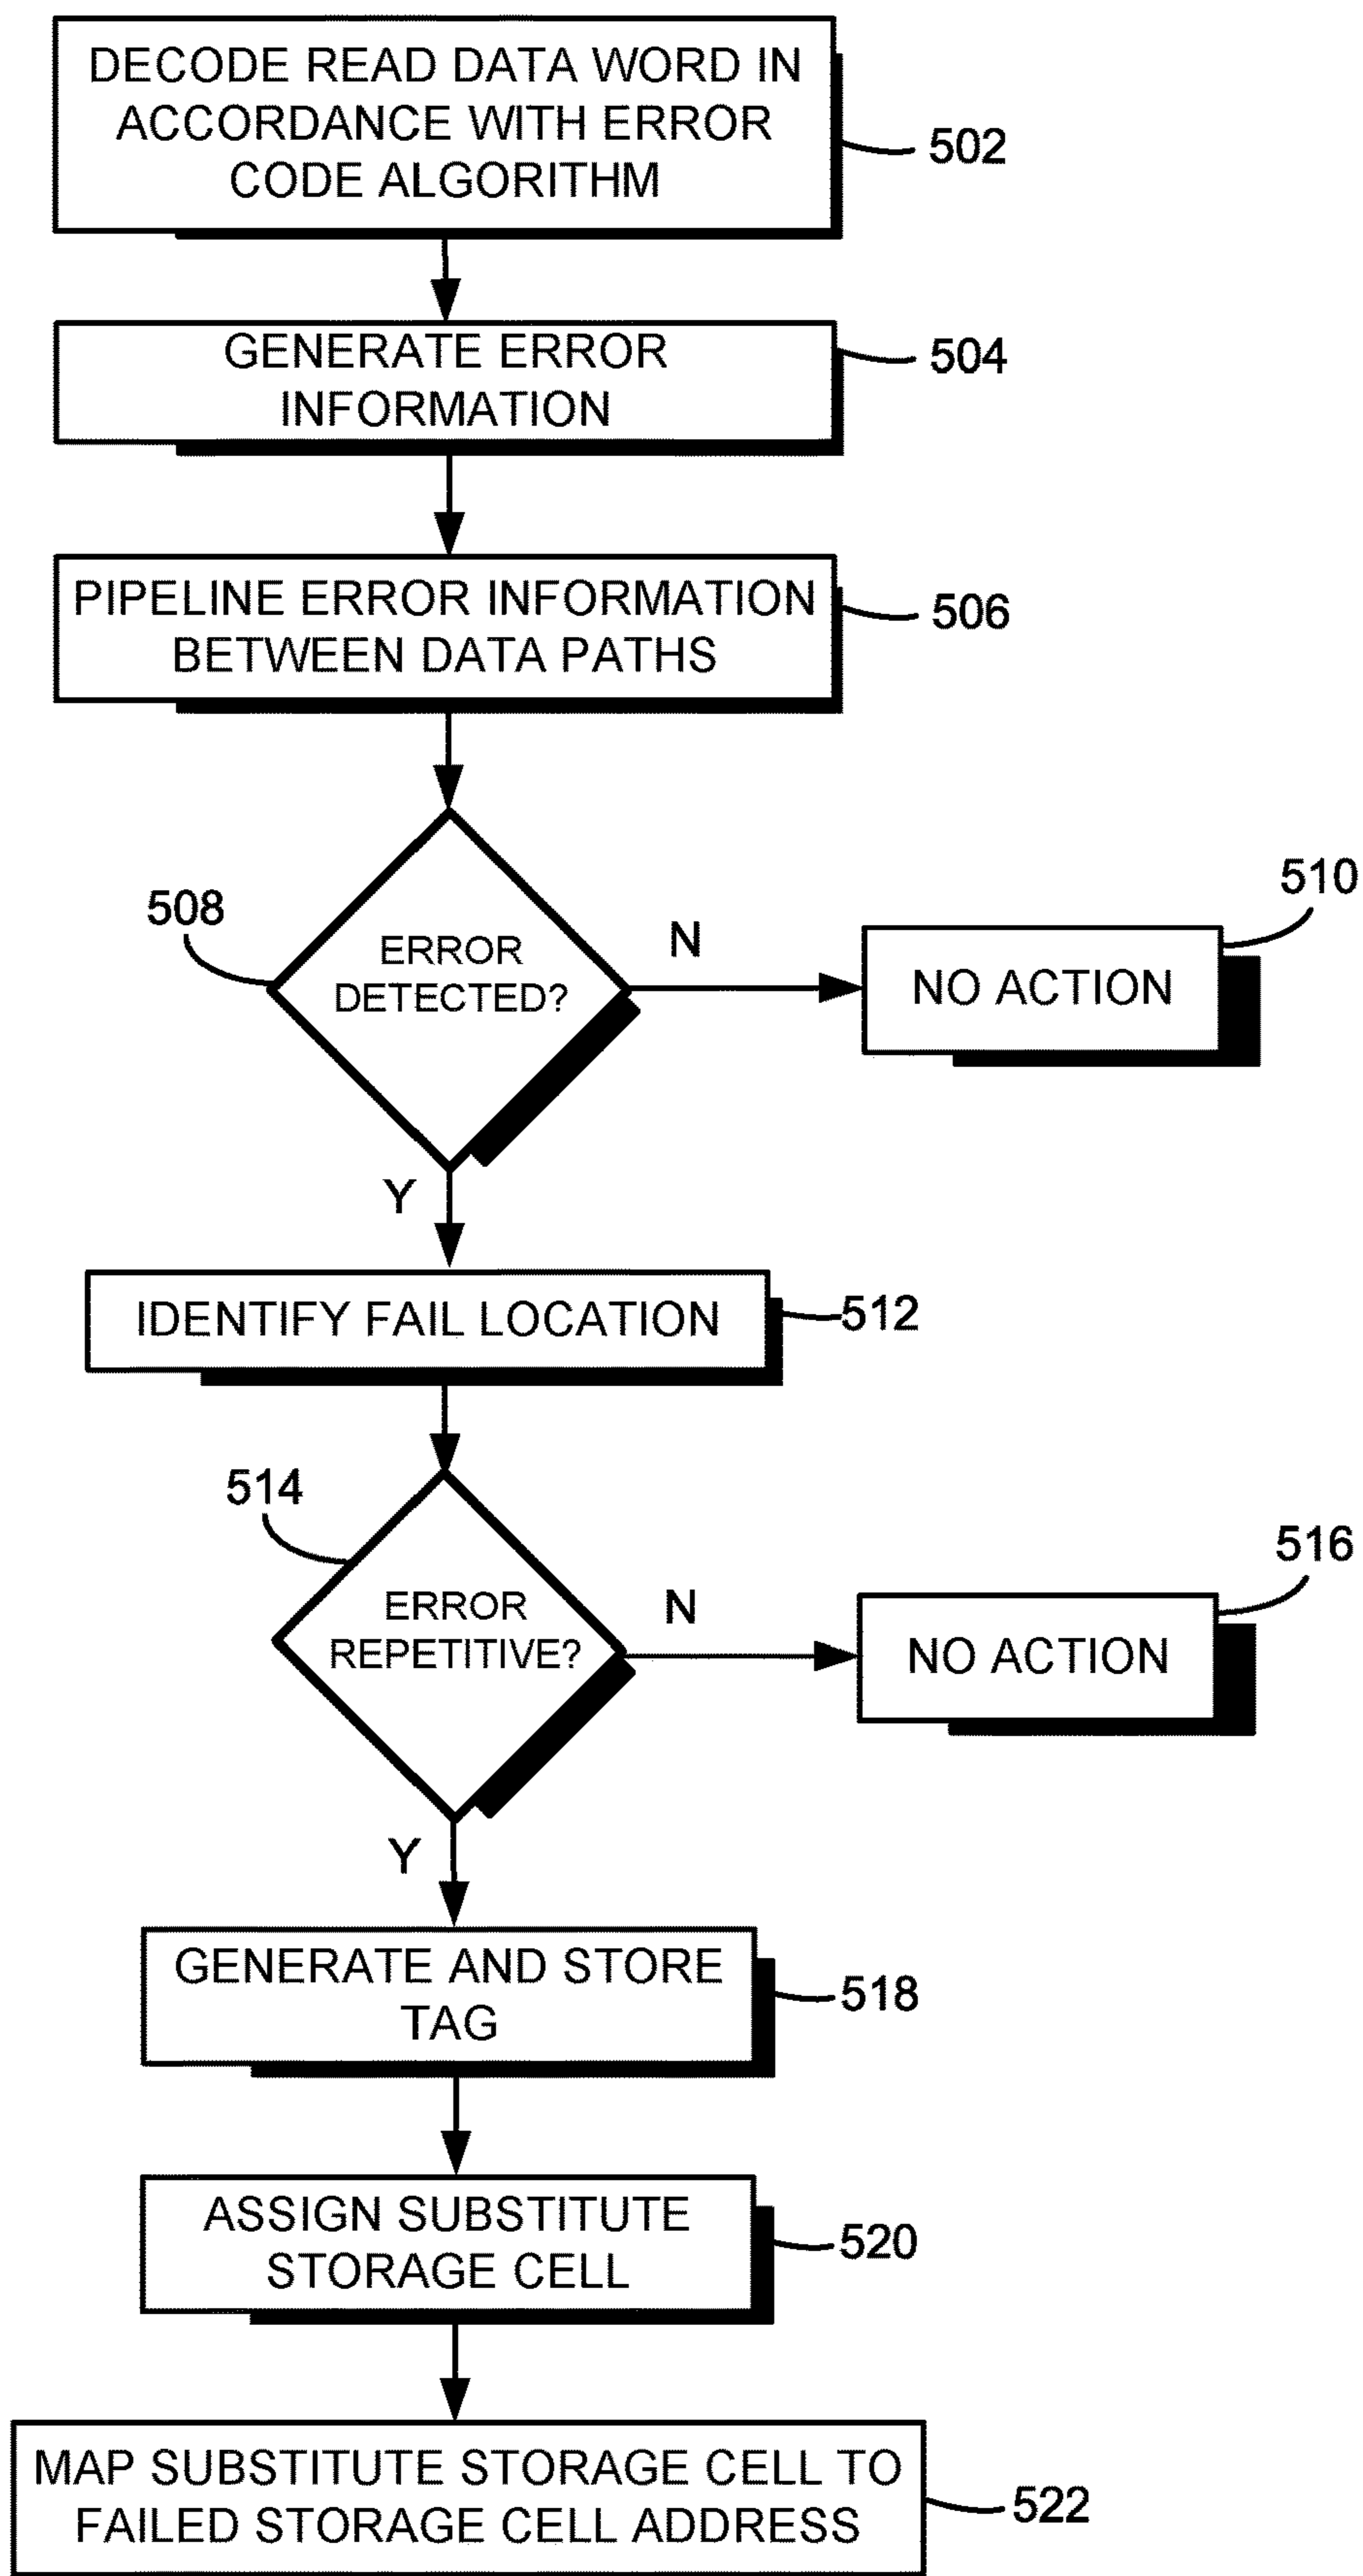 DECODE READ DATA WORD IN
ACCORDANCE WITH ERROR
CODE ALGORITHM
502
GENERATE ERROR
INFORMATION
504
PIPELINE ERROR INFORMATION
BETWEEN DATA PATHS
506
508
ERROR
DETECTED?
N
510
NO ACTION
Y
IDENTIFY FAIL LOCATION
512
514
ERROR
REPETITIVE?
N
516
NO ACTION
Y
GENERATE AND STORE
TAG
518
ASSIGN SUBSTITUTE
STORAGE CELL
520
MAP SUBSTITUTE STORAGE CELL TO
FAILED STORAGE CELL ADDRESS
522